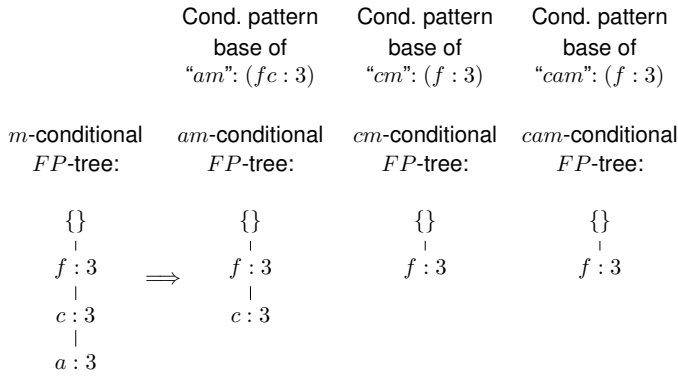 Cond. pattern Cond. pattern Cond. pattern
base of base of base of
“am”: (fc : 3) “cm”: (f : 3) “cam”: (f : 3)
m-conditional am-conditional cm-conditional cam-conditional
FP-tree: FP-tree: FP-tree: FP-tree:
{} {} {} {}
f : 3 ⟹ f : 3 f : 3 f : 3
c : 3 c : 3
a : 3